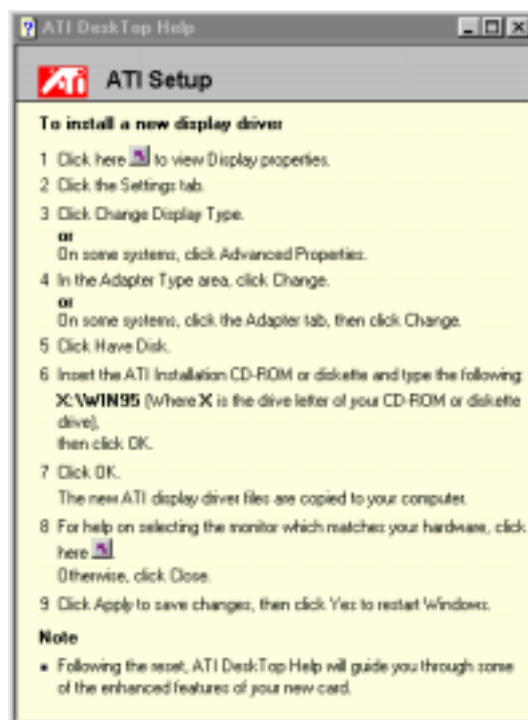 ATI DeskTop Help
ATI ATI Setup
To install a new display driver
1 Click here to view Display properties.
2 Click the Settings tab.
3 Click Change Display Type.
or
On some systems, click Advanced Properties.
4 In the Adapter Type area, click Change.
or
On some systems, click the Adapter tab, then click Change.
5 Click Have Disk.
6 Insert the ATI Installation CD-ROM or diskette and type the following:
X:\WIN95 (Where X is the drive letter of your CD-ROM or diskette
drive),
then click OK.
7 Click OK.
The new ATI display driver files are copied to your computer.
8 For help on selecting the monitor which matches your hardware, click
here
Otherwise, click Close.
9 Click Apply to save changes, then click Yes to restart Windows.
Note
• Following the reset, ATI DeskTop Help will guide you through some
of the enhanced features of your new card.